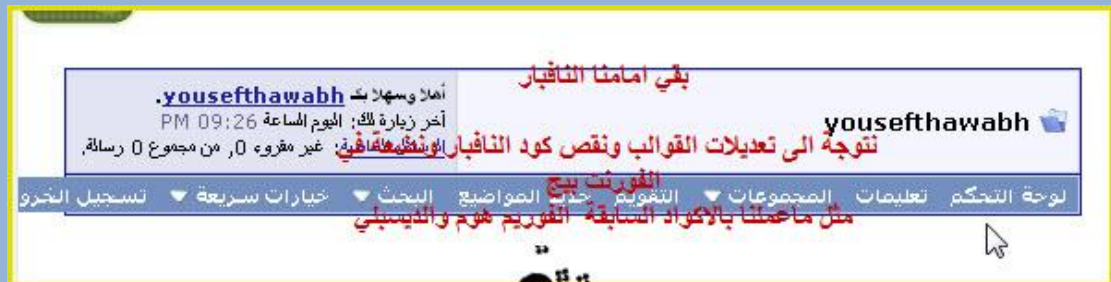 بقي امامنا النافبار
أهلا وسهلا بك yousefthawabh.
آخر زيارة لك: اليوم الساعة 09:26 PM
yousefthawabh
نتوجة الى تعديلات القوالب ونقص كود النافبار ونضعة في
غير مقروء 0, من مجموع 0 رسالة.
الفورنت بيج
لوحة التحكم تعليمات المجموعات التقويم المواضيع البحث خيارات سريعة تسجيل الخرو
مثل ماعملنا بالاكواد السابقة الفوريم هوم والديسبلي